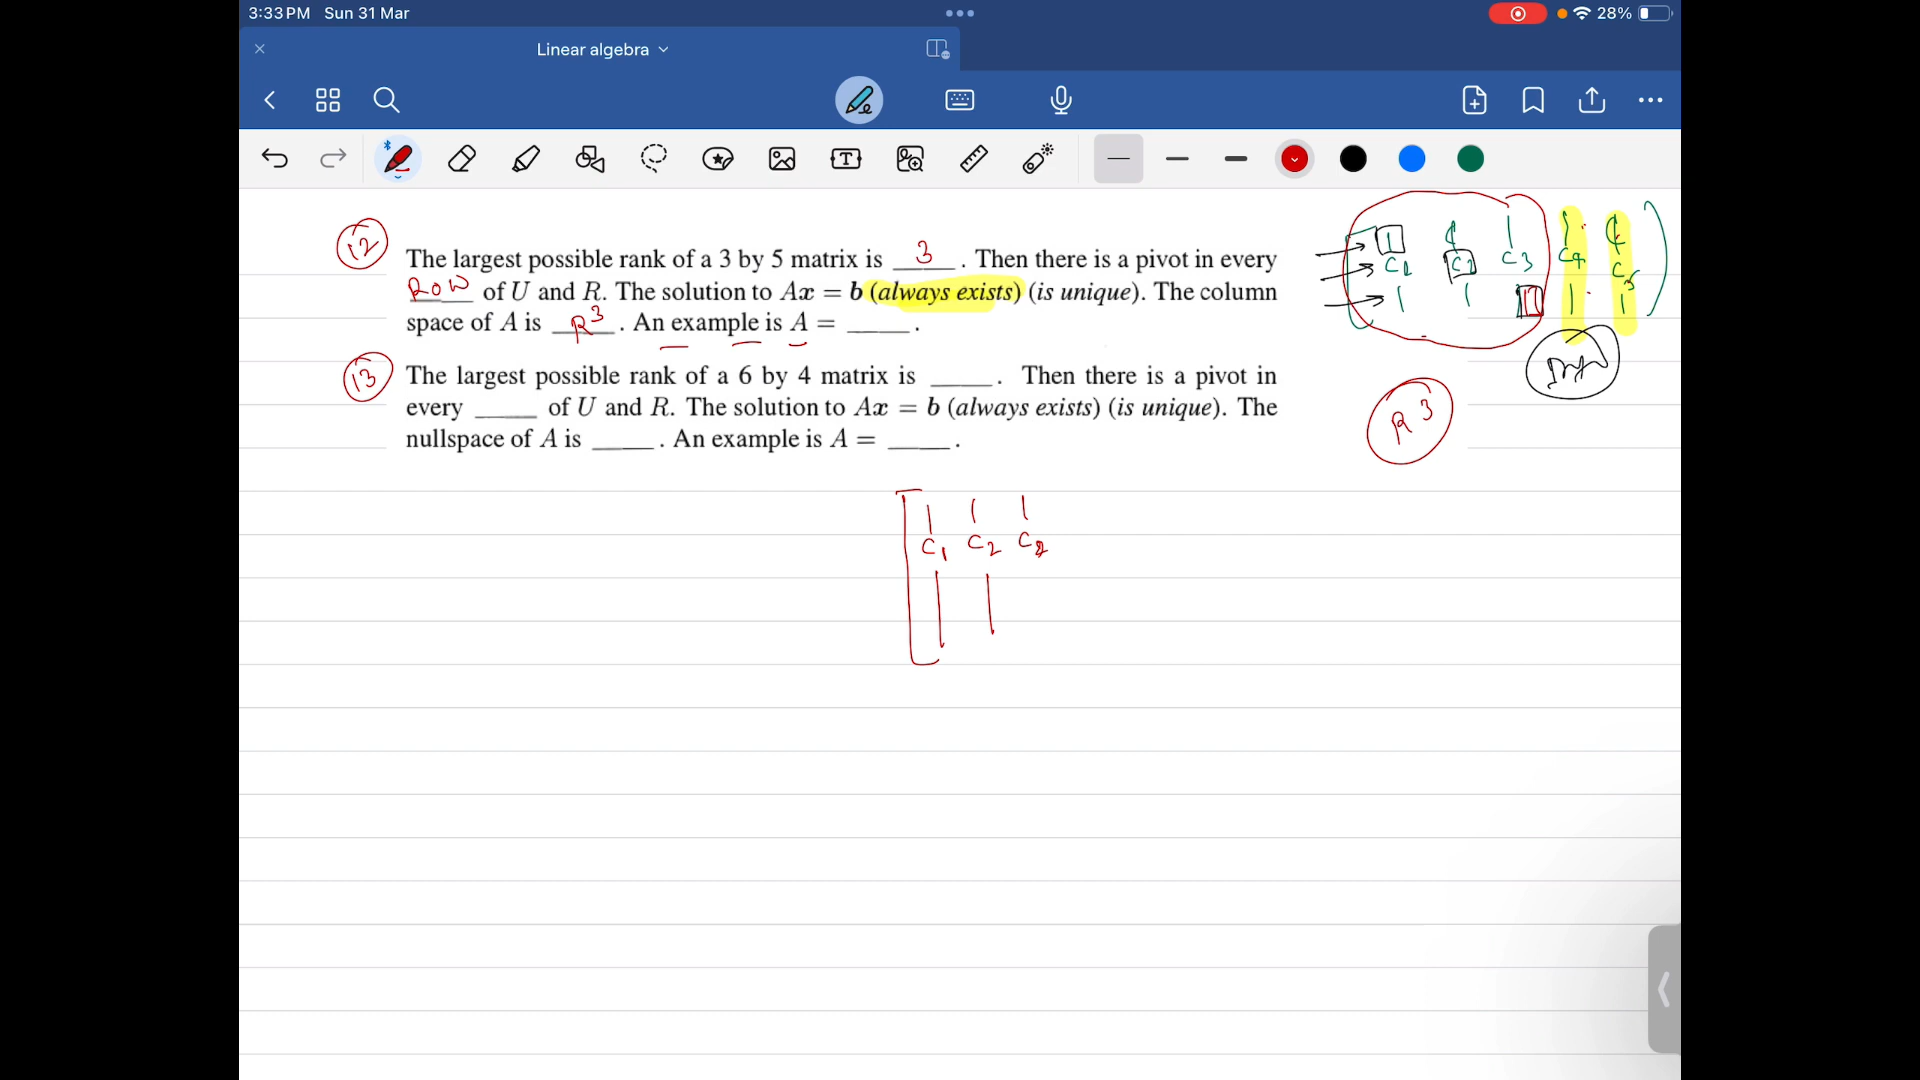 3:33 PM Sun 31 Mar
28%
Linear algebra
12
The largest possible rank of a 3 by 5 matrix is 3 . Then there is a pivot in every
ROW of U and R. The solution to Ax = b (always exists) (is unique). The column
space of A is R³ . An example is A = ____ .
13
The largest possible rank of a 6 by 4 matrix is ____ . Then there is a pivot in
every ____ of U and R. The solution to Ax = b (always exists) (is unique). The
nullspace of A is ____ . An example is A = ____ .
C1 C2 C3 C4 C5
R3
C1 C2